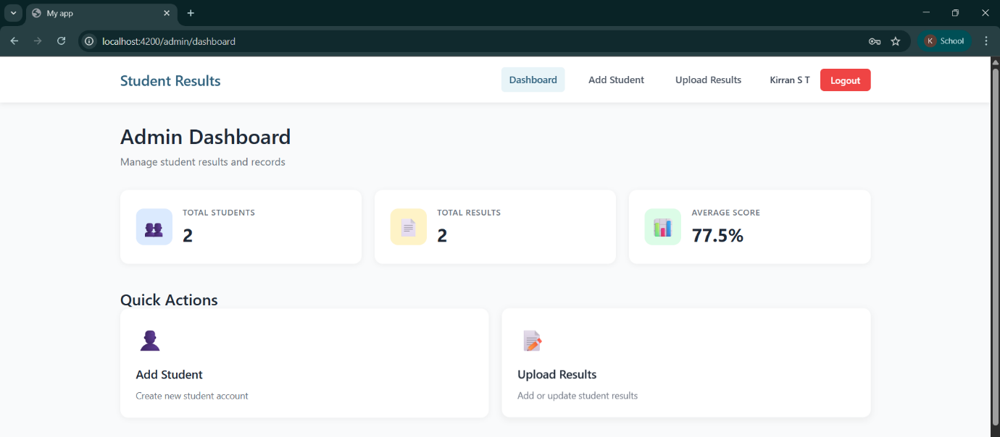 My app
localhost:4200/admin/dashboard
K School
Student Results
Dashboard
Add Student
Upload Results
Kirran S T
Logout
Admin Dashboard
Manage student results and records
TOTAL STUDENTS
2
TOTAL RESULTS
2
AVERAGE SCORE
77.5%
Quick Actions
Add Student
Create new student account
Upload Results
Add or update student results